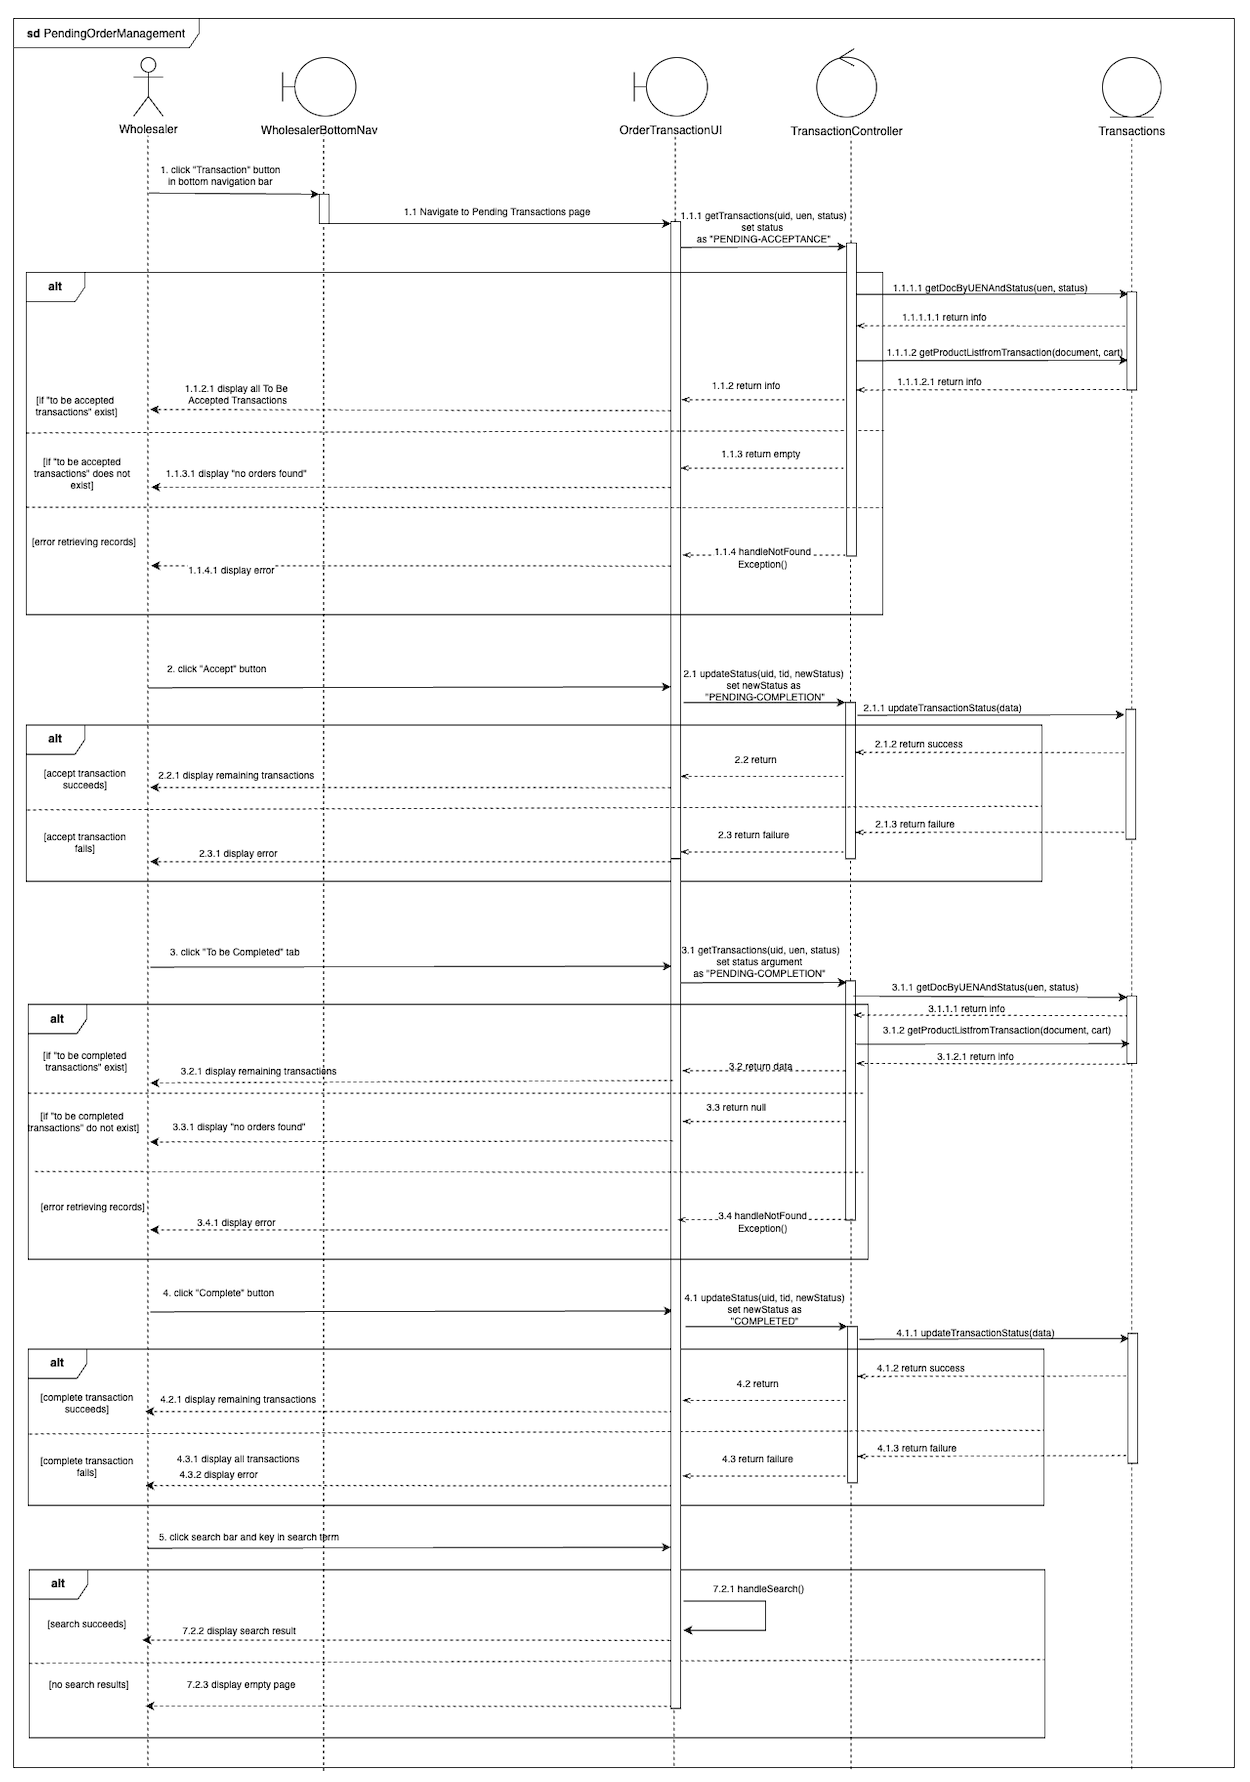 sd PendingOrderManagement
Wholesaler
WholesalerBottomNav
OrderTransactionUI
TransactionController
Transactions
1. click "Transaction" button
in bottom navigation bar
1.1 Navigate to Pending Transactions page
1.1.1 getTransactions(uid, uen, status)
set status
as "PENDING-ACCEPTANCE"
alt
1.1.1.1 getDocByUENAndStatus(uen, status)
1.1.1.1.1 return info
1.1.1.2 getProductListfromTransaction(document, cart)
1.1.1.2.1 return info
1.1.2 return info
1.1.2.1 display all To Be
Accepted Transactions
[if "to be accepted
transactions" exist]
1.1.3 return empty
[if "to be accepted
transactions" does not
exist]
1.1.3.1 display "no orders found"
[error retrieving records]
1.1.4 handleNotFound
Exception()
1.1.4.1 display error
2. click "Accept" button
2.1 updateStatus(uid, tid, newStatus)
set newStatus as
"PENDING-COMPLETION"
2.1.1 updateTransactionStatus(data)
alt
2.1.2 return success
2.2 return
[accept transaction
succeeds]
2.2.1 display remaining transactions
2.1.3 return failure
2.3 return failure
[accept transaction
fails]
2.3.1 display error
3. click "To be Completed" tab
3.1 getTransactions(uid, uen, status)
set status argument
as "PENDING-COMPLETION"
3.1.1 getDocByUENAndStatus(uen, status)
3.1.1.1 return info
alt
3.1.2 getProductListfromTransaction(document, cart)
3.1.2.1 return info
[if "to be completed
transactions" exist]
3.2 return data
3.2.1 display remaining transactions
3.3 return null
[if "to be completed
transactions" do not exist]
3.3.1 display "no orders found"
[error retrieving records]
3.4 handleNotFound
Exception()
3.4.1 display error
4. click "Complete" button
4.1 updateStatus(uid, tid, newStatus)
set newStatus as
"COMPLETED"
4.1.1 updateTransactionStatus(data)
alt
4.1.2 return success
4.2 return
[complete transaction
succeeds]
4.2.1 display remaining transactions
4.1.3 return failure
4.3 return failure
[complete transaction
fails]
4.3.1 display all transactions
4.3.2 display error
5. click search bar and key in search term
alt
7.2.1 handleSearch()
[search succeeds]
7.2.2 display search result
[no search results]
7.2.3 display empty page